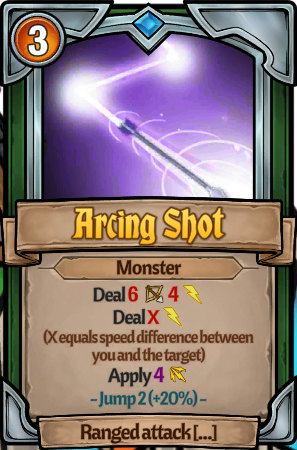 3
Arcing Shot
Monster
Deal 6 4
Deal X
(X equals speed difference between
you and the target)
Apply 4
- Jump 2 (+20%) -
Ranged attack [...]